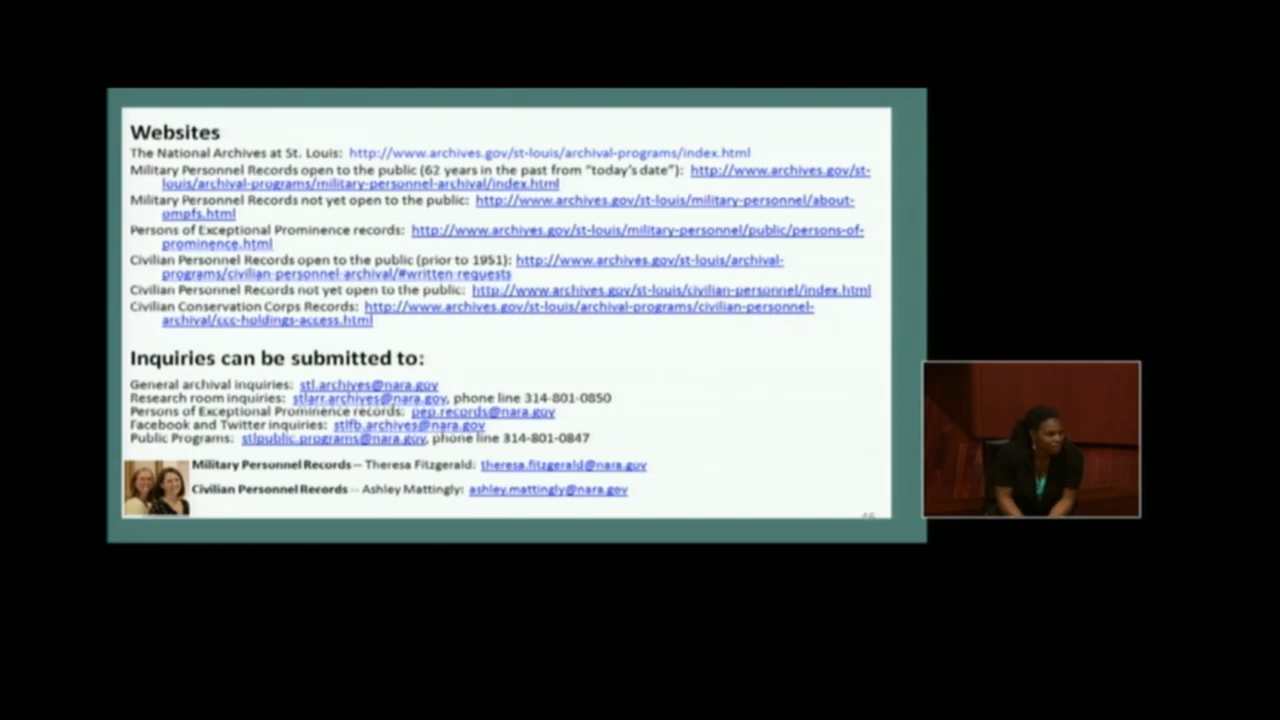 Websites
The National Archives at St. Louis: http://www.archives.gov/st-louis/archival-programs/index.html
Military Personnel Records open to the public (62 years in the past from "today's date"): http://www.archives.gov/st-
louis/archival-programs/military-personnel-archival/index.html
Military Personnel Records not yet open to the public: http://www.archives.gov/st-louis/military-personnel/about-
ompfs.html
Persons of Exceptional Prominence records: http://www.archives.gov/st-louis/military-personnel/public/persons-of-
prominence.html
Civilian Personnel Records open to the public (prior to 1951): http://www.archives.gov/st-louis/archival-
programs/civilian-personnel-archival/#written-requests
Civilian Personnel Records not yet open to the public: http://www.archives.gov/st-louis/civilian-personnel/index.html
Civilian Conservation Corps Records: http://www.archives.gov/st-louis/archival-programs/civilian-personnel-
archival/ccc-holdings-access.html
Inquiries can be submitted to:
General archival inquiries: stl.archives@nara.gov
Research room inquiries: stlarr.archives@nara.gov, phone line 314-801-0850
Persons of Exceptional Prominence records: pep.records@nara.gov
Facebook and Twitter inquiries: stlfb.archives@nara.gov
Public Programs: stlpublic.programs@nara.gov, phone line 314-801-0847
Military Personnel Records -- Theresa Fitzgerald: theresa.fitzgerald@nara.gov
Civilian Personnel Records -- Ashley Mattingly: ashley.mattingly@nara.gov